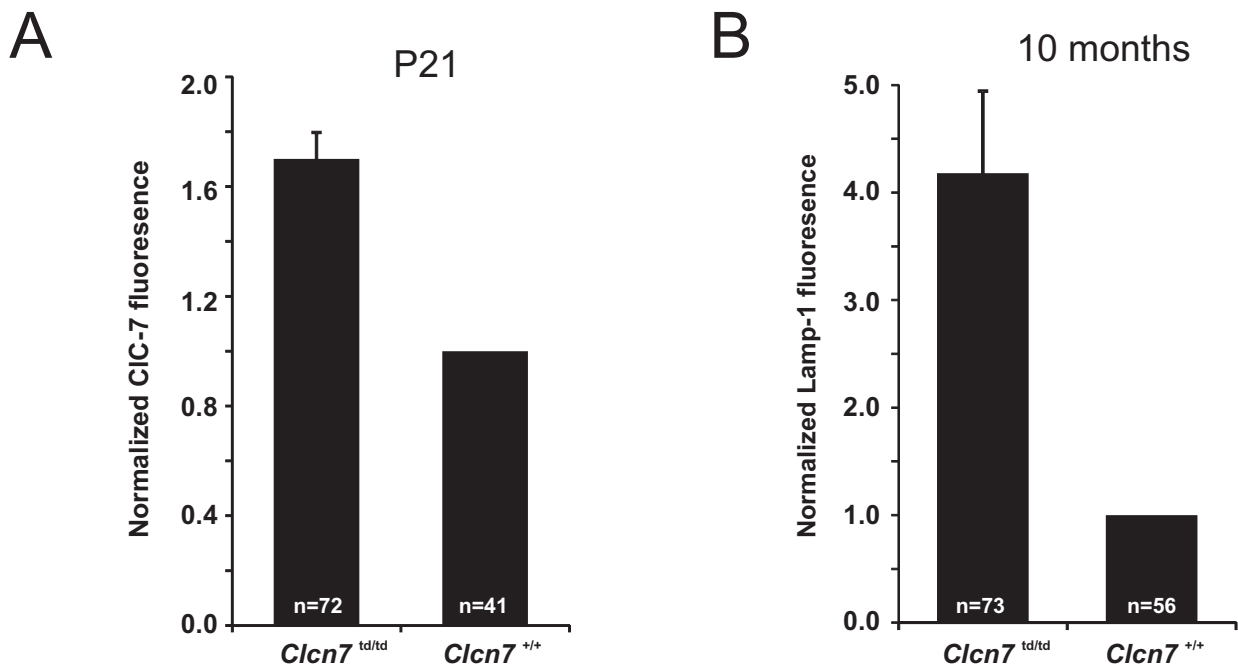 A
P21
Normalized ClC-7 fluoresence
2.0
1.6
1.2
0.8
0.4
0.0
n=72
n=41
Clcn7 td/td
Clcn7 +/+
B
10 months
Normalized Lamp-1 fluoresence
5.0
4.0
3.0
2.0
1.0
0.0
n=73
n=56
Clcn7 td/td
Clcn7 +/+